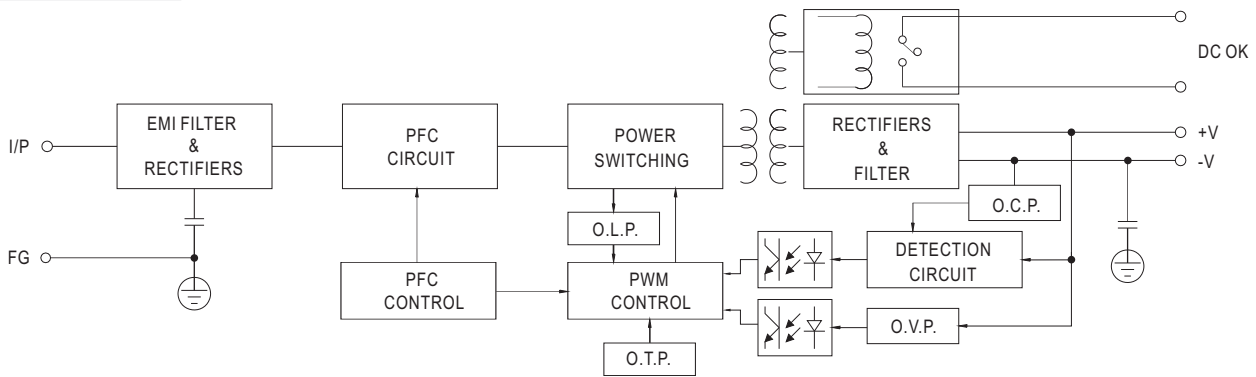 DC OK
I/P
EMI FILTER
&
RECTIFIERS
PFC
CIRCUIT
POWER
SWITCHING
RECTIFIERS
&
FILTER
+V
-V
O.C.P.
O.L.P.
FG
DETECTION
CIRCUIT
PFC
CONTROL
PWM
CONTROL
O.V.P.
O.T.P.